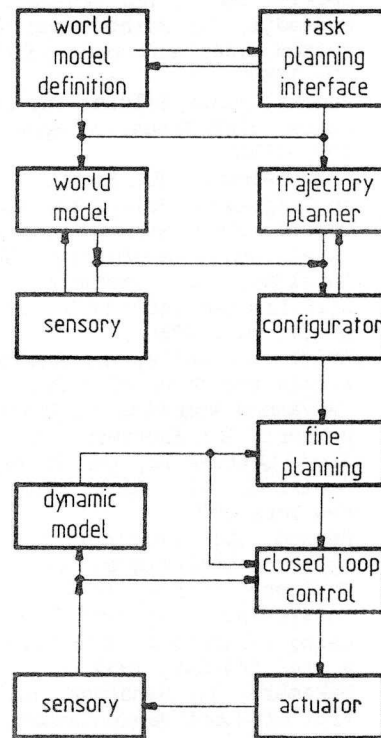 world
model
definition
task
planning
interface
world
model
trajectory
planner
sensory
configurator
fine
planning
dynamic
model
closed loop
control
sensory
actuator